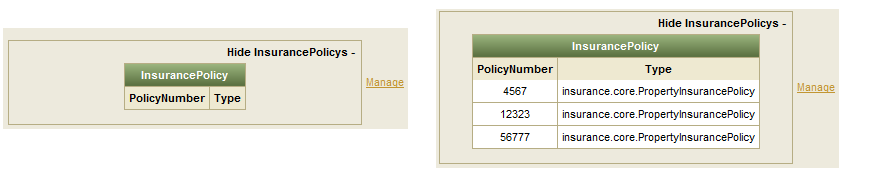 Hide InsurancePolicys -
InsurancePolicy
PolicyNumber Type
Manage
Hide InsurancePolicys -
InsurancePolicy
PolicyNumber Type
4567 insurance.core.PropertyInsurancePolicy
12323 insurance.core.PropertyInsurancePolicy
56777 insurance.core.PropertyInsurancePolicy
Manage